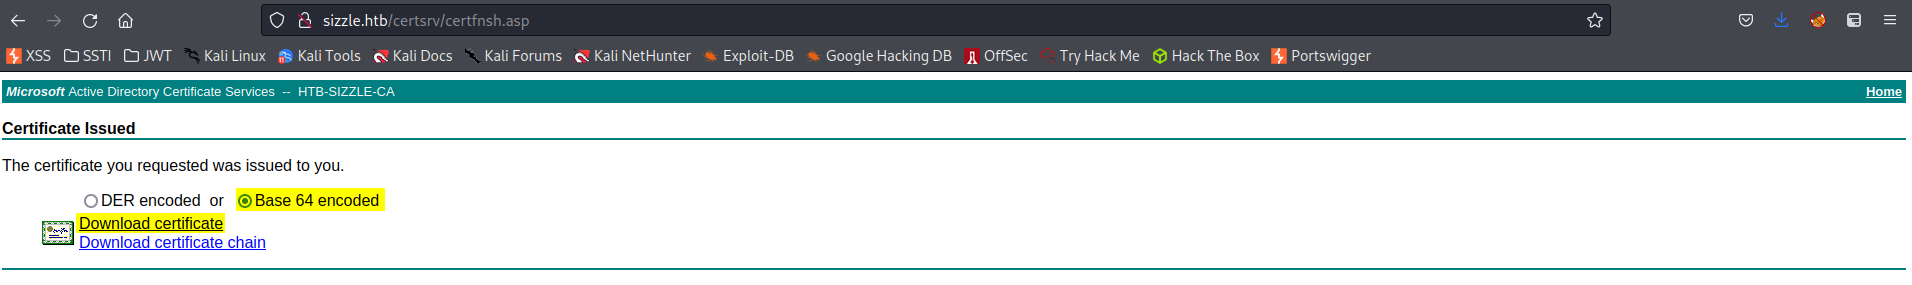 sizzle.htb/certsrv/certfnsh.asp
XSS SSTI JWT Kali Linux Kali Tools Kali Docs Kali Forums Kali NetHunter Exploit-DB Google Hacking DB OffSec Try Hack Me Hack The Box Portswigger
Microsoft Active Directory Certificate Services -- HTB-SIZZLE-CA Home
Certificate Issued
The certificate you requested was issued to you.
DER encoded or Base 64 encoded
Download certificate
Download certificate chain